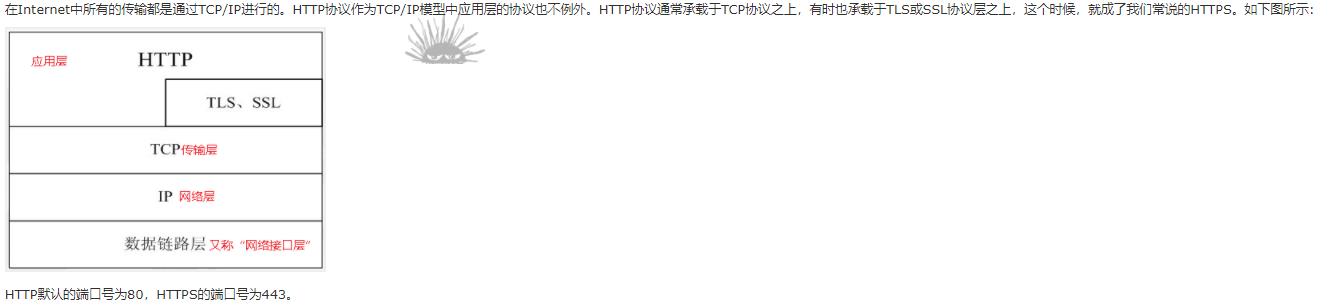 在Internet中所有的传输都是通过TCP/IP进行的。HTTP协议作为TCP/IP模型中应用层的协议也不例外。HTTP协议通常承载于TCP协议之上，有时也承载于TLS或SSL协议层之上，这个时候，就成了我们常说的HTTPS。如下图所示：
应用层 HTTP
TLS、SSL
TCP传输层
IP 网络层
数据链路层 又称“网络接口层”
HTTP默认的端口号为80，HTTPS的端口号为443。